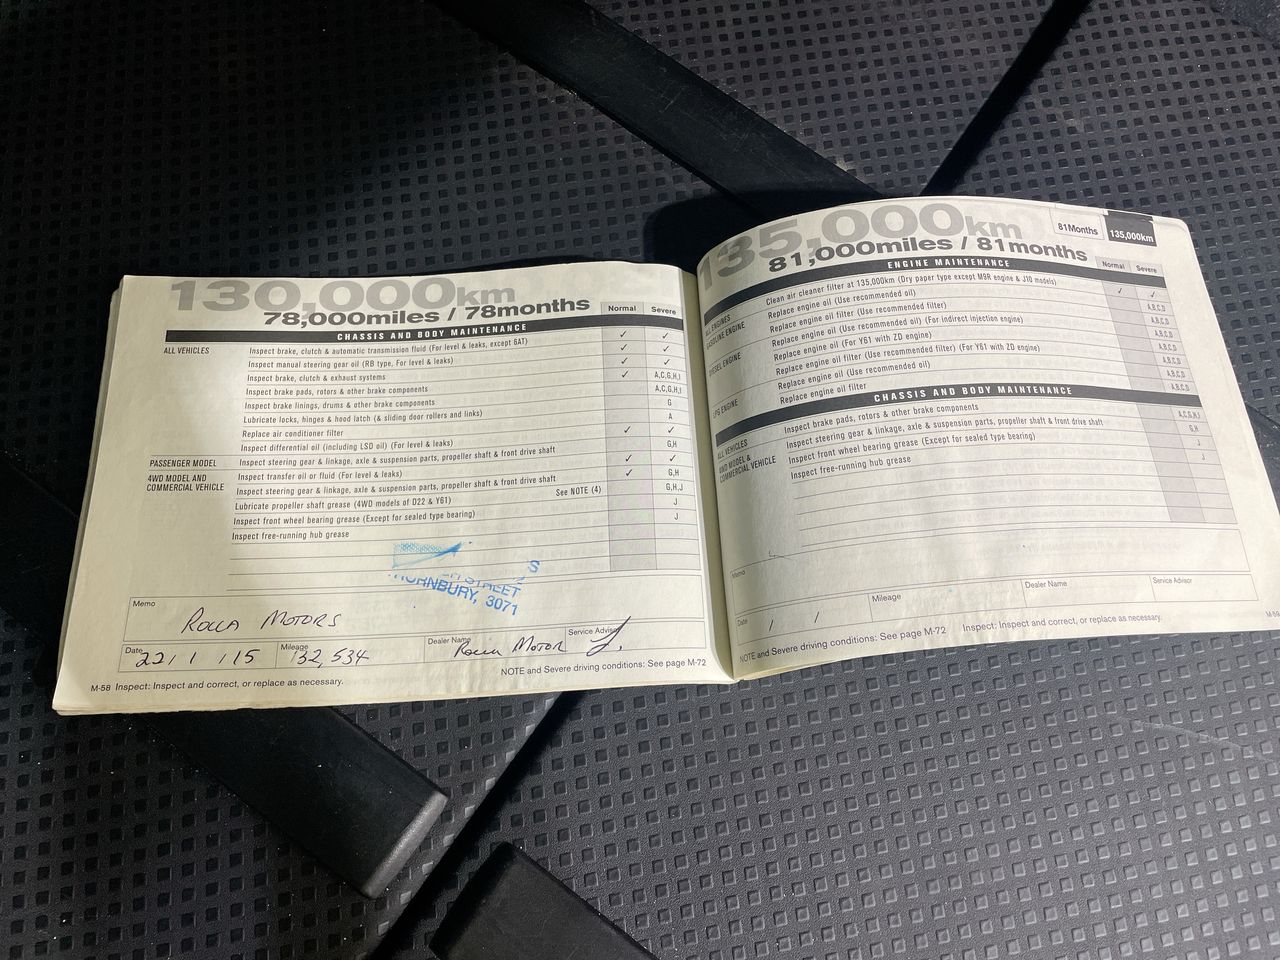 130,000km
78,000miles / 78months
Normal Severe
CHASSIS AND BODY MAINTENANCE
ALL VEHICLES
Inspect brake, clutch & automatic transmission fluid (For level & leaks, except 6AT) ✓ ✓
Inspect manual steering gear oil (RB type, For level & leaks) ✓ ✓
Inspect brake, clutch & exhaust systems ✓ ✓
Inspect brake pads, rotors & other brake components ✓ A,C,G,H,I
Inspect brake linings, drums & other brake components A,C,G,H,I
Lubricate locks, hinges & hood latch (& sliding door rollers and links) G
Replace air conditioner filter A
Inspect differential oil (including LSD oil) (For level & leaks) ✓ ✓
PASSENGER MODEL
Inspect steering gear & linkage, axle & suspension parts, propeller shaft & front drive shaft G,H
4WD MODEL AND
COMMERCIAL VEHICLE
Inspect transfer oil or fluid (For level & leaks) ✓ ✓
Inspect steering gear & linkage, axle & suspension parts, propeller shaft & front drive shaft ✓ G,H
Lubricate propeller shaft grease (4WD models of D22 & Y61) See NOTE (4) G,H,J
Inspect front wheel bearing grease (Except for sealed type bearing) J
Inspect free-running hub grease J
S
STREET
THORNBURY, 3071
Memo
ROCCA MOTORS
Date 22/1/15 Mileage 132,534 Dealer Name Rocca Motor Service Advisor
M-58 Inspect: Inspect and correct, or replace as necessary. NOTE and Severe driving conditions: See page M-72
135,000km
81,000miles / 81months
81Months 135,000km
Normal Severe
ENGINE MAINTENANCE
ALL ENGINES
Clean air cleaner filter at 135,000km (Dry paper type except M9R engine & J10 models) ✓ ✓
GASOLINE ENGINE
Replace engine oil (Use recommended oil) A,B,C,D
Replace engine oil filter (Use recommended filter) A,B,C,D
DIESEL ENGINE
Replace engine oil (Use recommended oil) (For indirect injection engine) A,B,C,D
Replace engine oil (For Y61 with ZD engine) A,B,C,D
Replace engine oil filter (Use recommended filter) (For Y61 with ZD engine) A,B,C,D
LPG ENGINE
Replace engine oil (Use recommended oil) A,B,C,D
Replace engine oil filter A,B,C,D
CHASSIS AND BODY MAINTENANCE
ALL VEHICLES
Inspect brake pads, rotors & other brake components A,C,G,H,I
4WD MODEL &
COMMERCIAL VEHICLE
Inspect steering gear & linkage, axle & suspension parts, propeller shaft & front drive shaft G,H
Inspect front wheel bearing grease (Except for sealed type bearing) J
Inspect free-running hub grease J
Memo
Date / / Mileage Dealer Name Service Advisor
NOTE and Severe driving conditions: See page M-72 Inspect: Inspect and correct, or replace as necessary. M-59